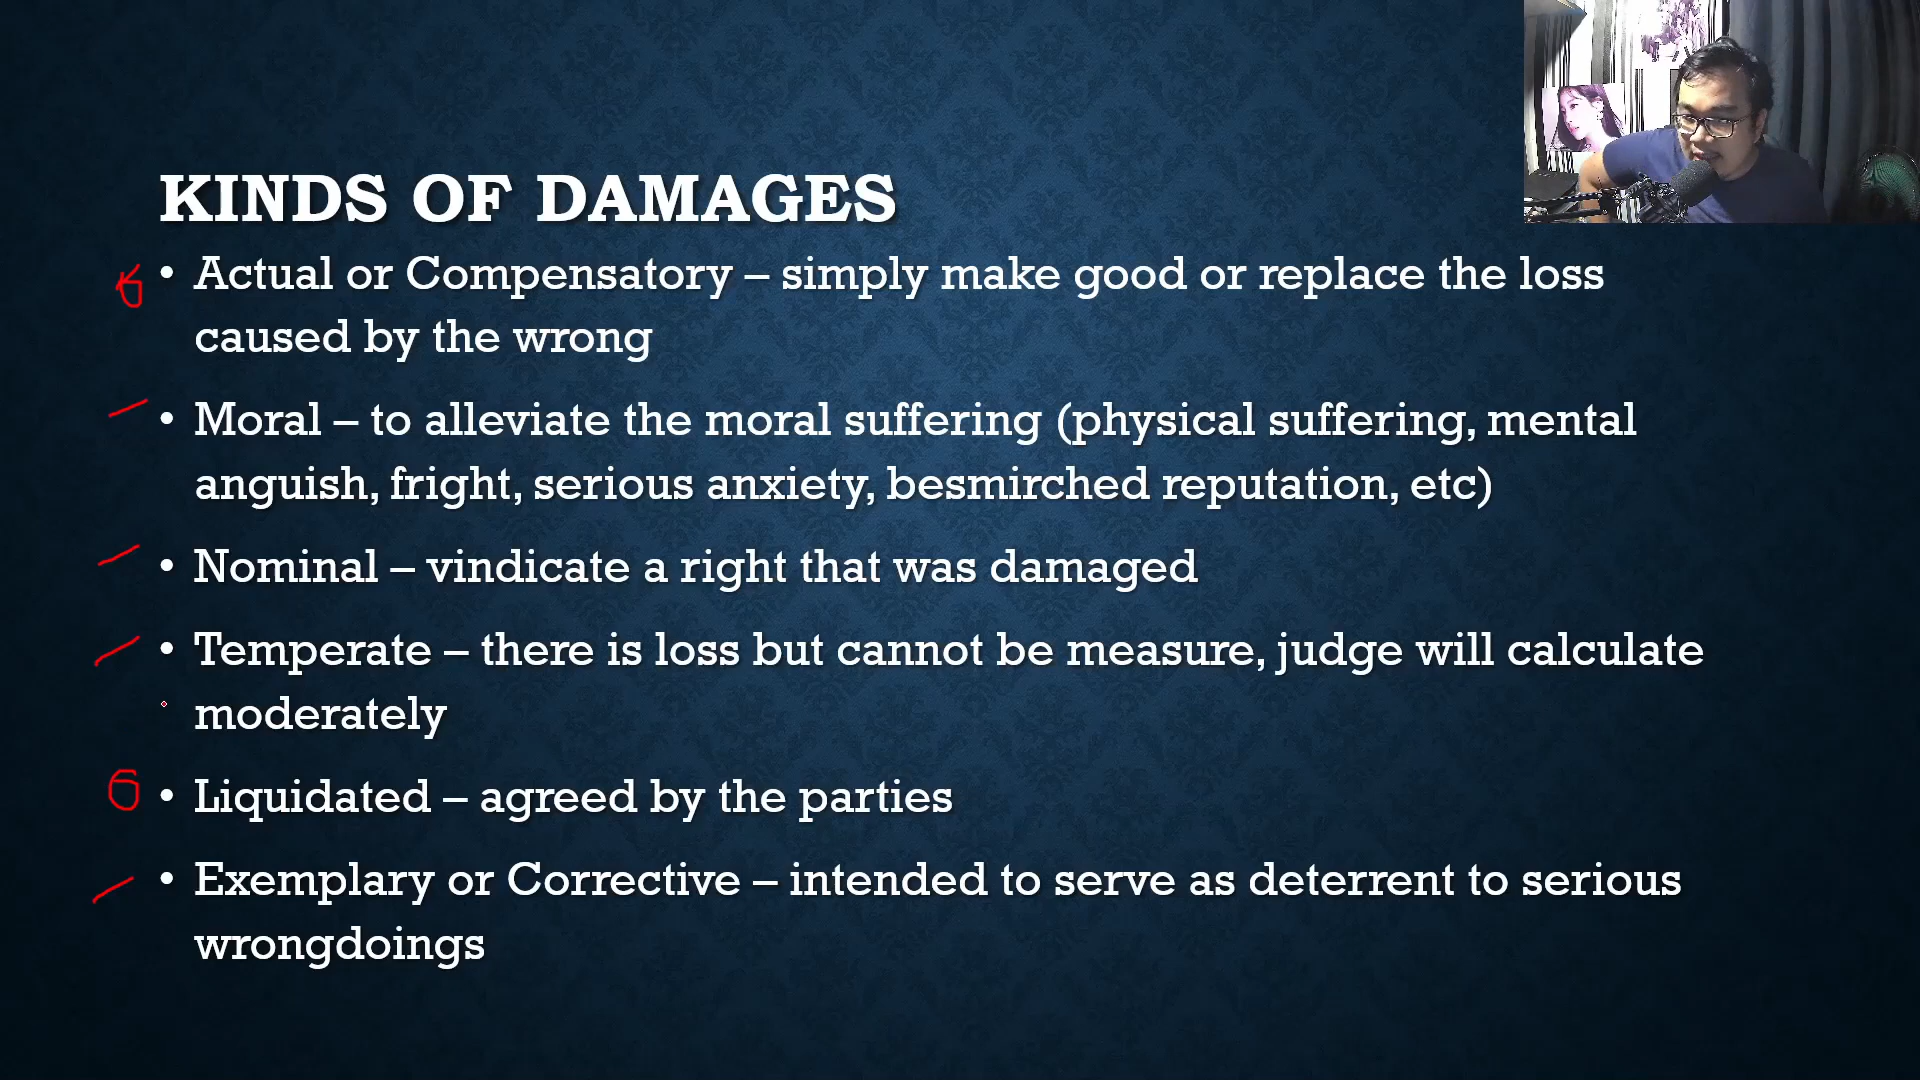 KINDS OF DAMAGES
• Actual or Compensatory – simply make good or replace the loss
caused by the wrong
• Moral – to alleviate the moral suffering (physical suffering, mental
anguish, fright, serious anxiety, besmirched reputation, etc)
• Nominal – vindicate a right that was damaged
• Temperate – there is loss but cannot be measure, judge will calculate
moderately
• Liquidated – agreed by the parties
• Exemplary or Corrective – intended to serve as deterrent to serious
wrongdoings